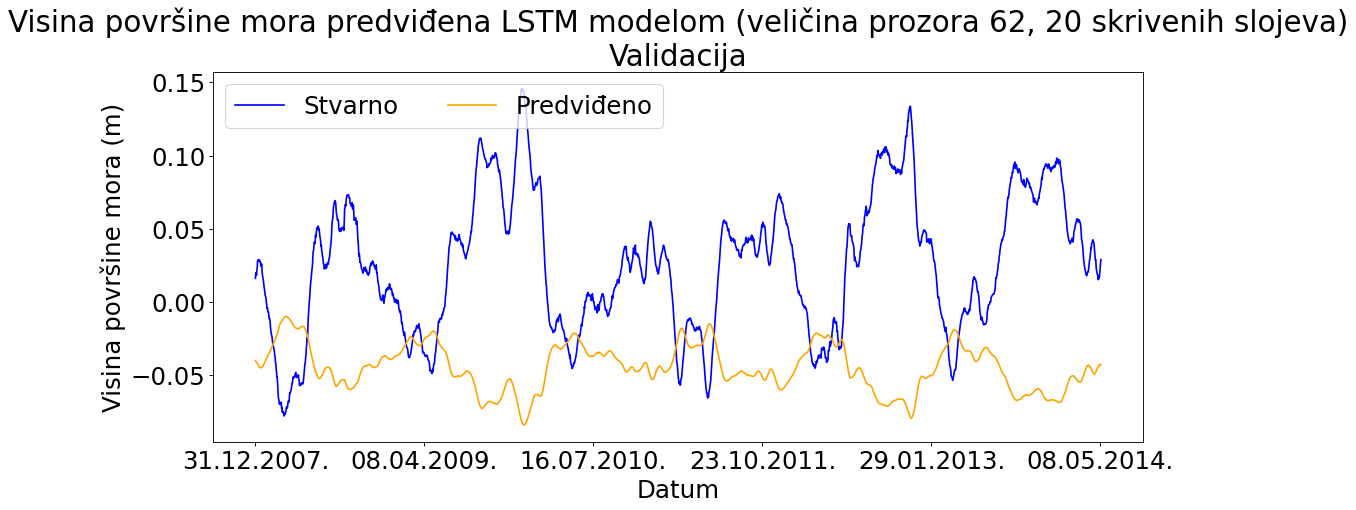 Visina površine mora predviđena LSTM modelom (veličina prozora 62, 20 skrivenih slojeva)
Validacija
Stvarno Predviđeno
Visina površine mora (m)
0.15
0.10
0.05
0.00
−0.05
31.12.2007. 08.04.2009. 16.07.2010. 23.10.2011. 29.01.2013. 08.05.2014.
Datum